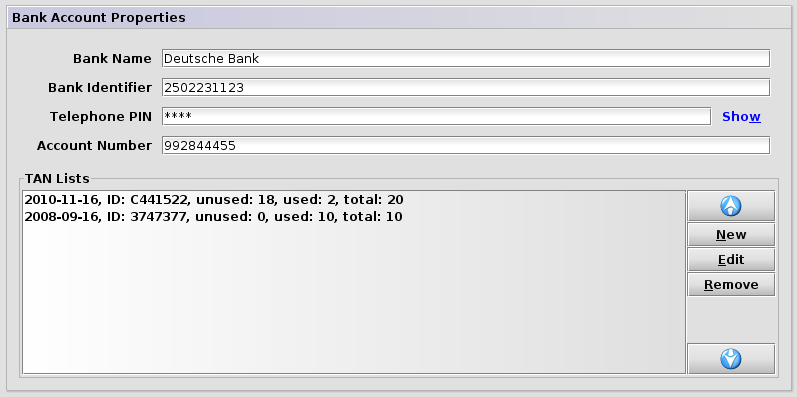 Bank Account Properties
Bank Name Deutsche Bank
Bank Identifier 2502231123
Telephone PIN **** Show
Account Number 992844455
TAN Lists
2010-11-16, ID: C441522, unused: 18, used: 2, total: 20
2008-09-16, ID: 3747377, unused: 0, used: 10, total: 10
New
Edit
Remove